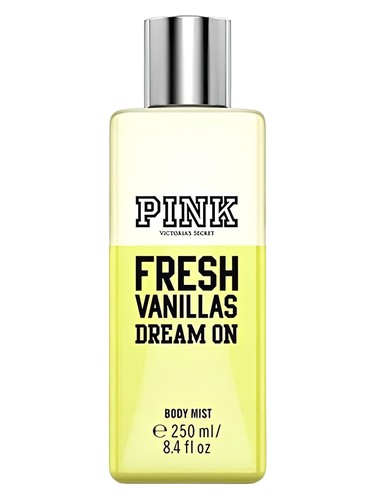 PINK
VICTORIA'S SECRET
FRESH
VANILLAS
DREAM ON
BODY MIST
℮ 250 ml/
8.4 fl oz